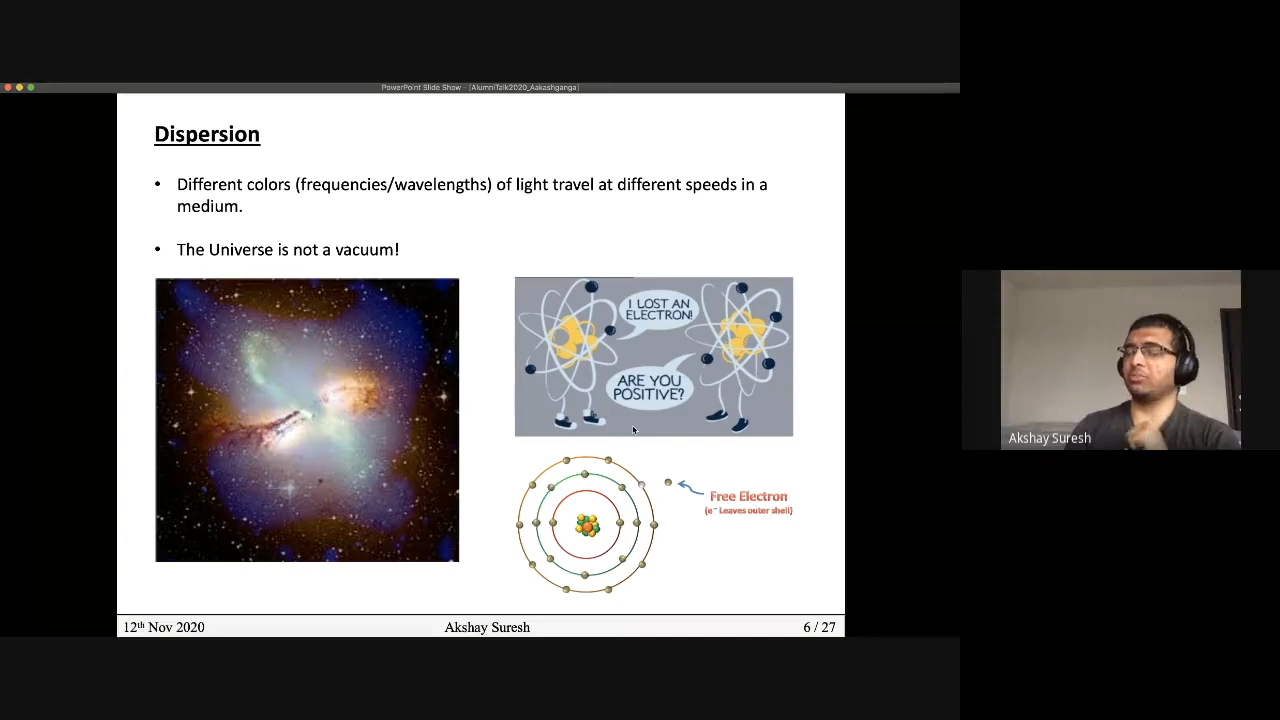 PowerPoint Slide Show - [AlumniTalk2020_Aakashganga]
Dispersion
• Different colors (frequencies/wavelengths) of light travel at different speeds in a
medium.
• The Universe is not a vacuum!
I LOST AN
ELECTRON!
ARE YOU
POSITIVE?
Free Electron
(e⁻ Leaves outer shell)
Akshay Suresh
12th Nov 2020
Akshay Suresh
6 / 27